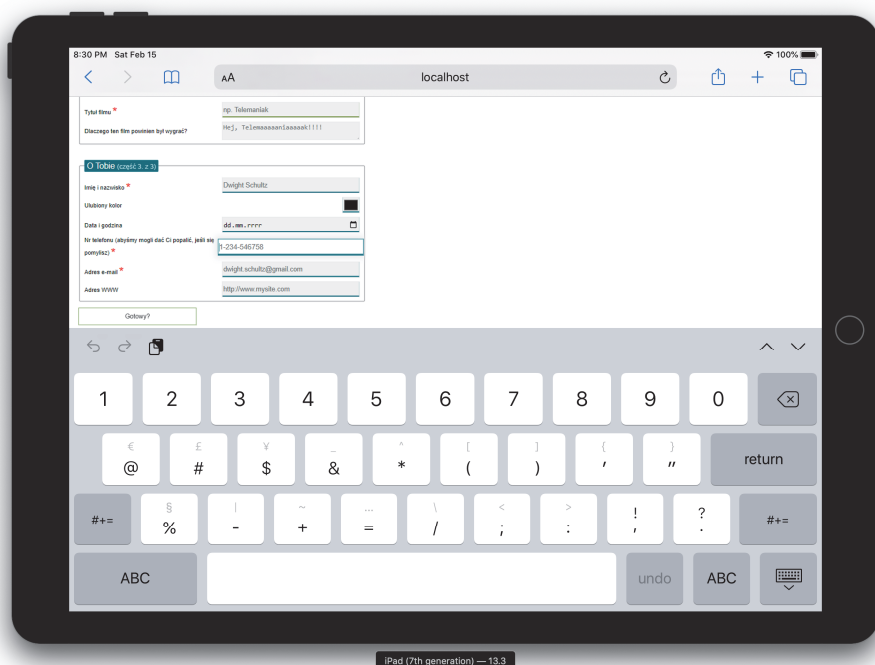 8:30 PM Sat Feb 15
100%
AA
localhost
Tytuł filmu *
np. Telemaniak
Dlaczego ten film powinien był wygrać?
Hej, Telemaaaaaniaaaaak!!!!
O Tobie (część 3. z 3)
Imię i nazwisko *
Dwight Schultz
Ulubiony kolor
Data i godzina
dd.mm.rrrr
Nr telefonu (abyśmy mogli dać Ci popalić, jeśli się
pomylisz) *
1-234-546758
Adres e-mail *
dwight.schultz@gmail.com
Adres WWW
http://www.mysite.com
Gotowy?
1 2 3 4 5 6 7 8 9 0
€ £ ¥ _ ^ [ ] { }
@ # $ & * ( ) ' "
return
§ | ~ … \ < > ! ?
#+= % - + = / ; : , . #+=
ABC
undo
ABC
iPad (7th generation) — 13.3